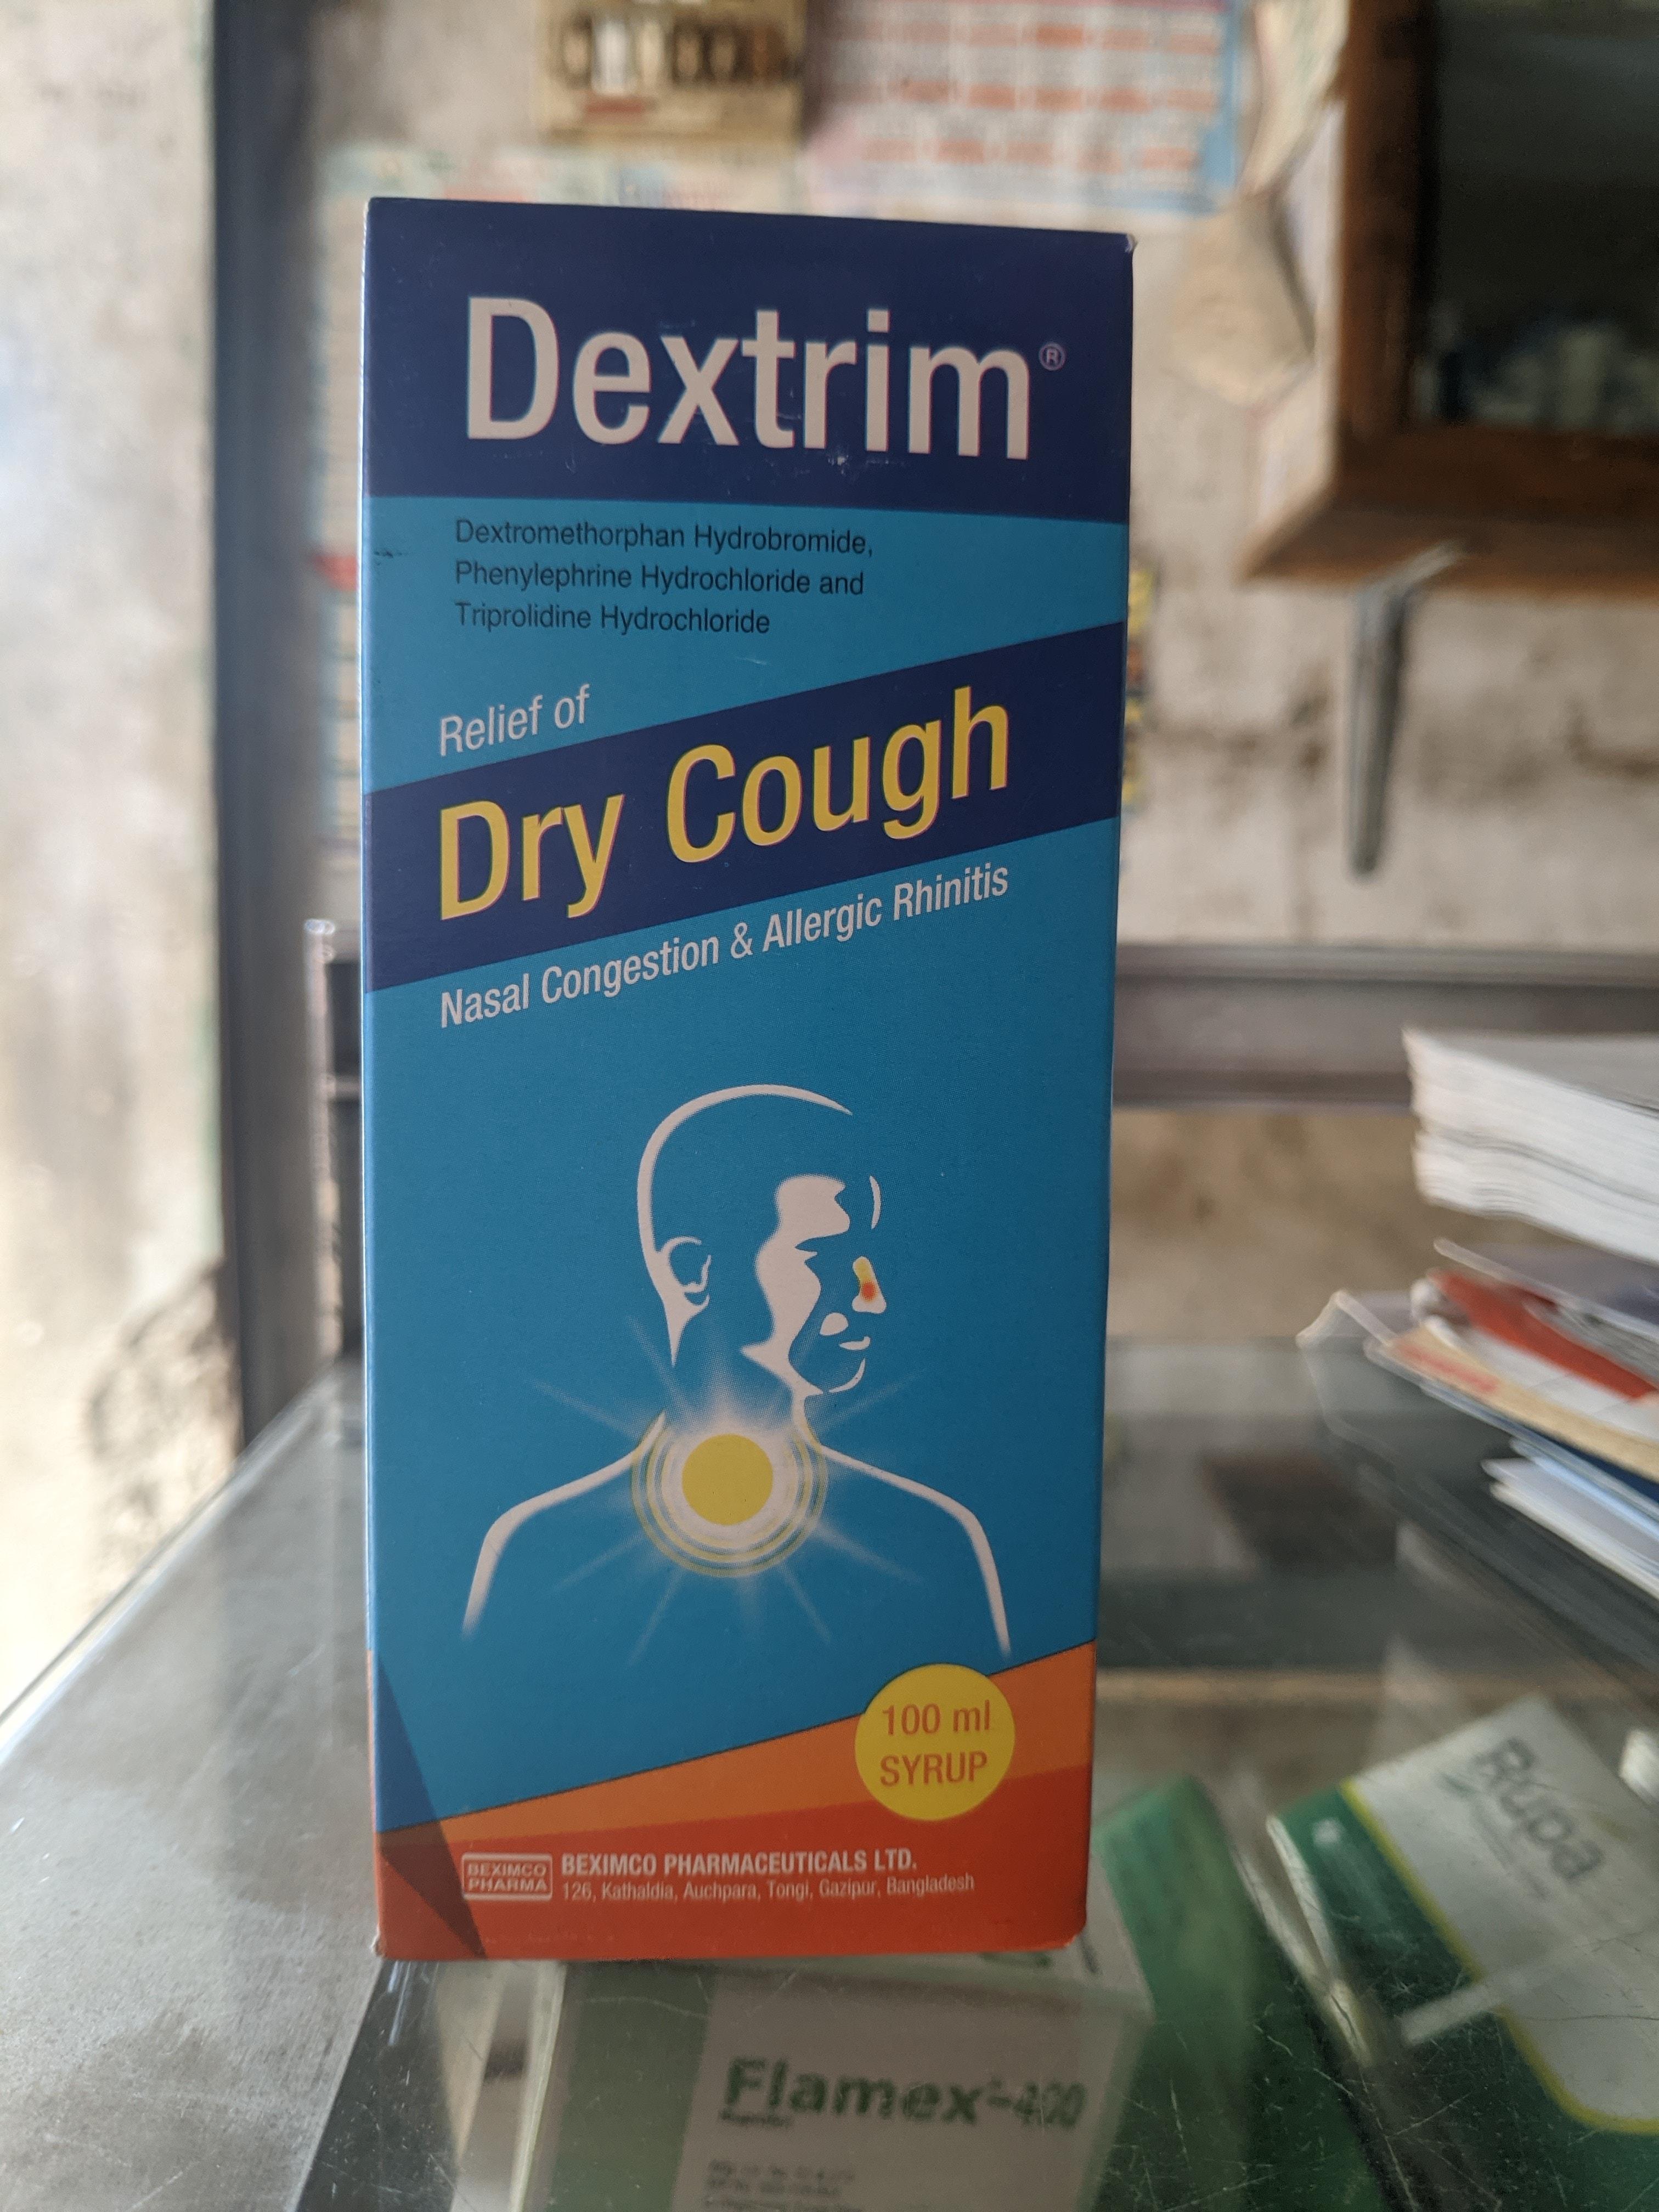 Dextrim®
Dextromethorphan Hydrobromide,
Phenylephrine Hydrochloride and
Triprolidine Hydrochloride
Relief of
Dry Cough
Nasal Congestion & Allergic Rhinitis
100 ml
SYRUP
BEXIMCO
PHARMA
BEXIMCO PHARMACEUTICALS LTD.
126, Kathaldia, Auchpara, Tongi, Gazipur, Bangladesh
Rupa
Flamex®-400